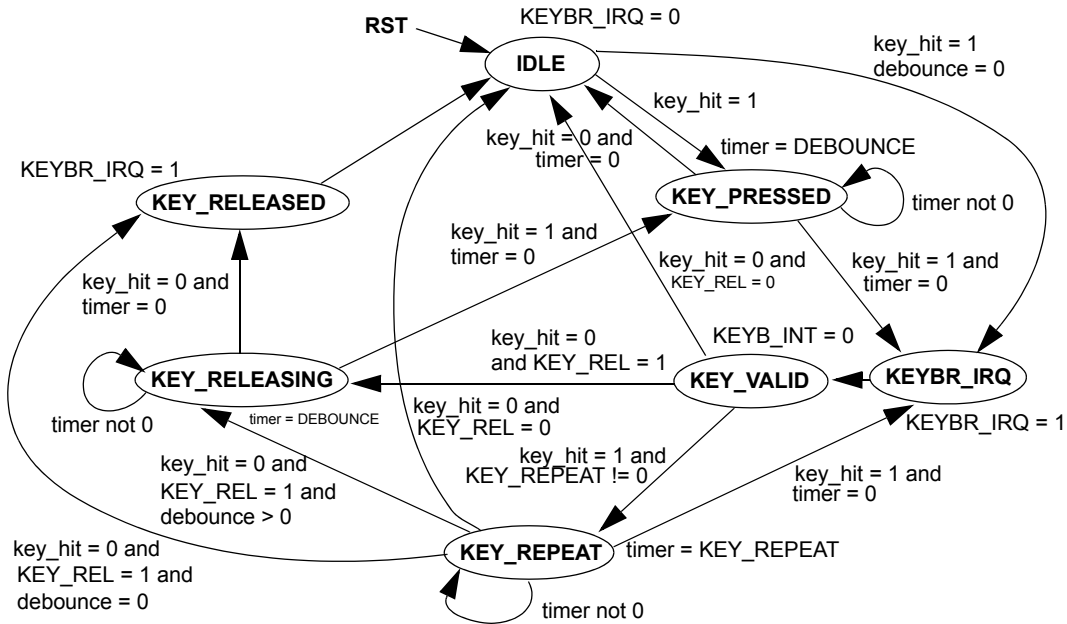 KEYBR_IRQ = 0
RST
IDLE
key_hit = 1
debounce = 0
key_hit = 1
key_hit = 0 and
timer = 0
timer = DEBOUNCE
KEYBR_IRQ = 1
KEY_RELEASED
KEY_PRESSED
timer not 0
key_hit = 1 and
timer = 0
key_hit = 0 and
KEY_REL = 0
key_hit = 1 and
timer = 0
key_hit = 0 and
timer = 0
key_hit = 0
and KEY_REL = 1
KEYB_INT = 0
KEY_RELEASING
KEY_VALID
KEYBR_IRQ
timer not 0
timer = DEBOUNCE
key_hit = 0 and
KEY_REL = 0
KEYBR_IRQ = 1
key_hit = 0 and
KEY_REL = 1 and
debounce > 0
key_hit = 1 and
KEY_REPEAT != 0
key_hit = 1 and
timer = 0
key_hit = 0 and
KEY_REL = 1 and
debounce = 0
KEY_REPEAT
timer = KEY_REPEAT
timer not 0